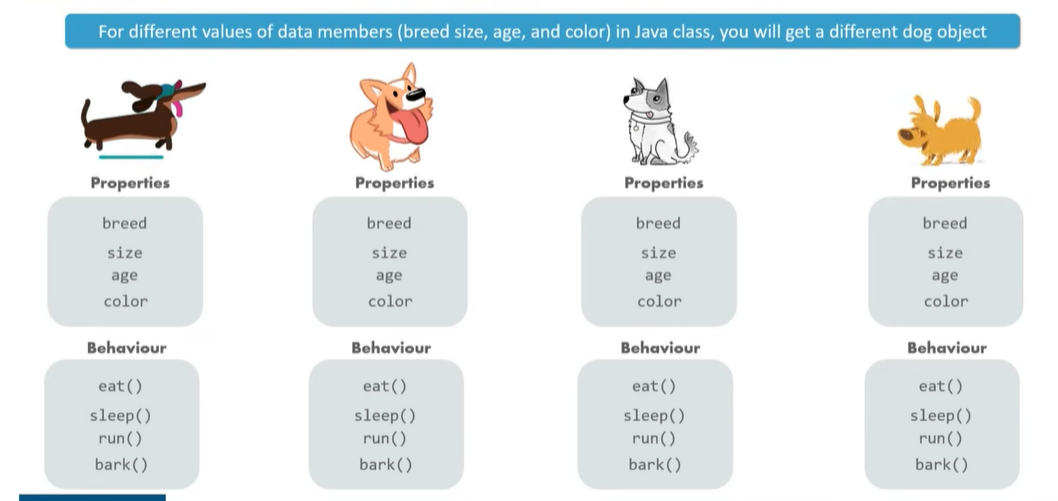 For different values of data members (breed size, age, and color) in Java class, you will get a different dog object
Properties
breed
size
age
color
Behaviour
eat()
sleep()
run()
bark()
Properties
breed
size
age
color
Behaviour
eat()
sleep()
run()
bark()
Properties
breed
size
age
color
Behaviour
eat()
sleep()
run()
bark()
Properties
breed
size
age
color
Behaviour
eat()
sleep()
run()
bark()